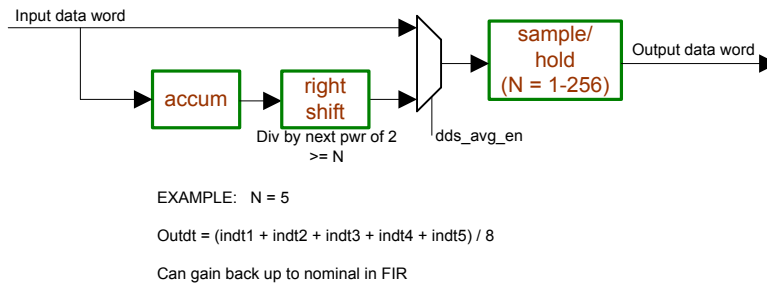 Input data word
accum
right
shift
Div by next pwr of 2
>= N
dds_avg_en
sample/
hold
(N = 1-256)
Output data word
EXAMPLE:   N = 5
Outdt = (indt1 + indt2 + indt3 + indt4 + indt5) / 8
Can gain back up to nominal in FIR